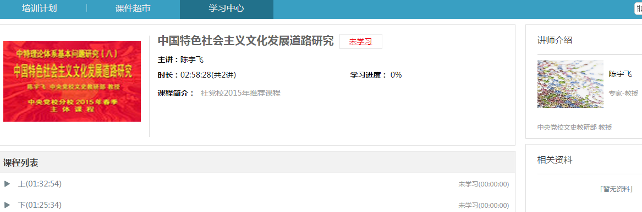 培训计划 课件超市 学习中心
中特理论体系基本问题研究（八）
中国特色社会主义文化发展道路研究
陈宇飞 中央党校文史教研部 教授
中央党校分校2015年春季
主体课程
中国特色社会主义文化发展道路研究 未学习
主讲：陈宇飞
时长：02:58:28(共2讲) 学习进度： 0%
课程简介： 社党校2015年推荐课程
课程列表
上(01:32:54) 未学习(00:00:00)
下(01:25:34) 未学习(00:00:00)
讲师介绍
陈宇飞
专家-教授
中央党校文史教研部 教授
相关资料
[暂无资料]